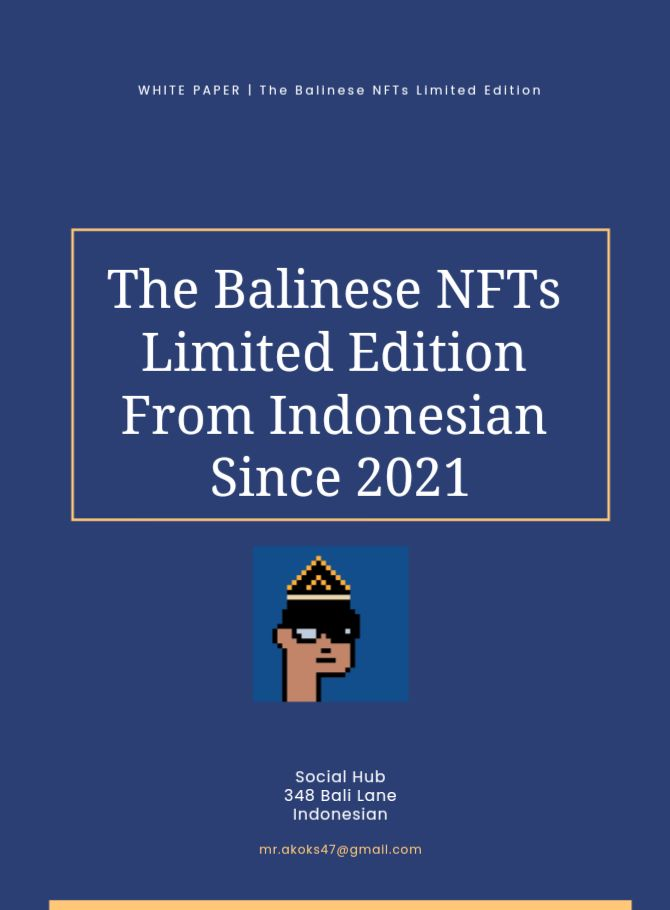 WHITE PAPER | The Balinese NFTs Limited Edition
The Balinese NFTs
Limited Edition
From Indonesian
Since 2021
Social Hub
348 Bali Lane
Indonesian
mr.akoks47@gmail.com